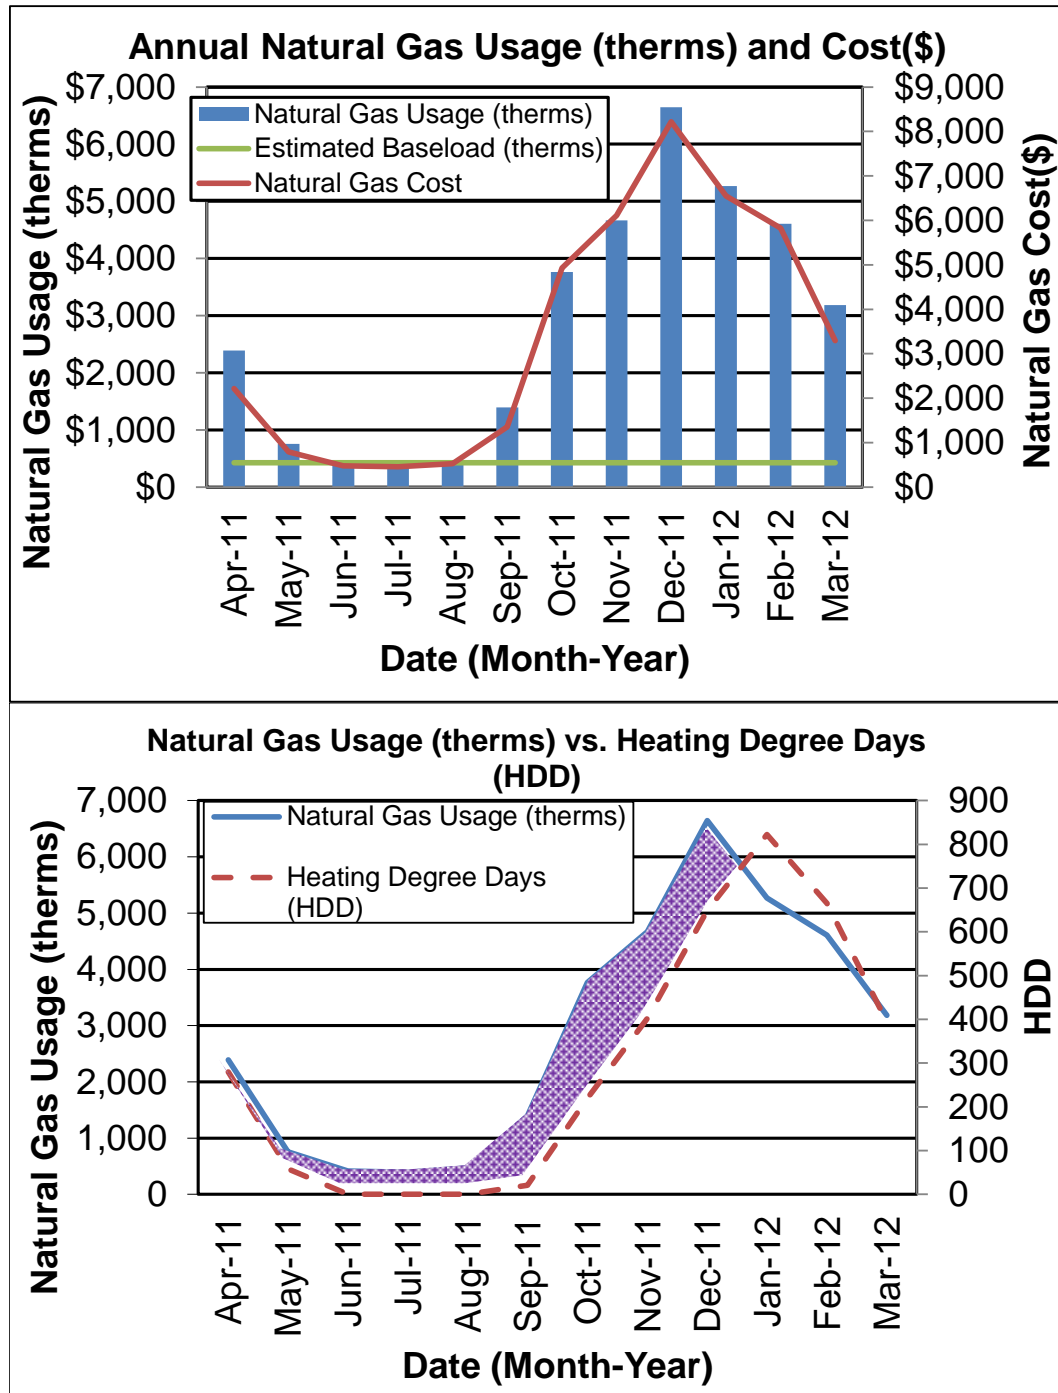 Annual Natural Gas Usage (therms) and Cost($)
Natural Gas Usage (therms)
$7,000
$6,000
$5,000
$4,000
$3,000
$2,000
$1,000
$0
Natural Gas Usage (therms)
Estimated Baseload (therms)
Natural Gas Cost
$9,000
$8,000
$7,000
$6,000
$5,000
$4,000
$3,000
$2,000
$1,000
$0
Natural Gas Cost($)
Apr-11
May-11
Jun-11
Jul-11
Aug-11
Sep-11
Oct-11
Nov-11
Dec-11
Jan-12
Feb-12
Mar-12
Date (Month-Year)
Natural Gas Usage (therms) vs. Heating Degree Days
(HDD)
Natural Gas Usage (therms)
7,000
6,000
5,000
4,000
3,000
2,000
1,000
0
Natural Gas Usage (therms)
Heating Degree Days
(HDD)
900
800
700
600
500
400
300
200
100
0
HDD
Apr-11
May-11
Jun-11
Jul-11
Aug-11
Sep-11
Oct-11
Nov-11
Dec-11
Jan-12
Feb-12
Mar-12
Date (Month-Year)